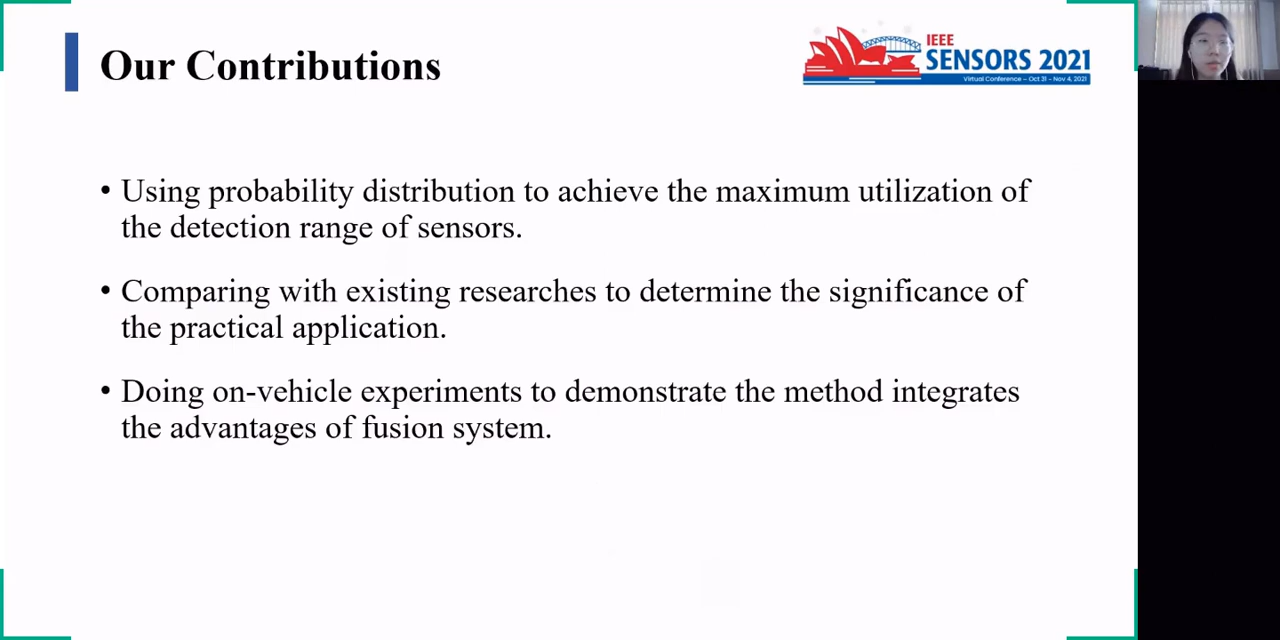 Our Contributions
IEEE
SENSORS 2021
Virtual Conference – Oct 31 - Nov 4, 2021
• Using probability distribution to achieve the maximum utilization of
the detection range of sensors.
• Comparing with existing researches to determine the significance of
the practical application.
• Doing on-vehicle experiments to demonstrate the method integrates
the advantages of fusion system.